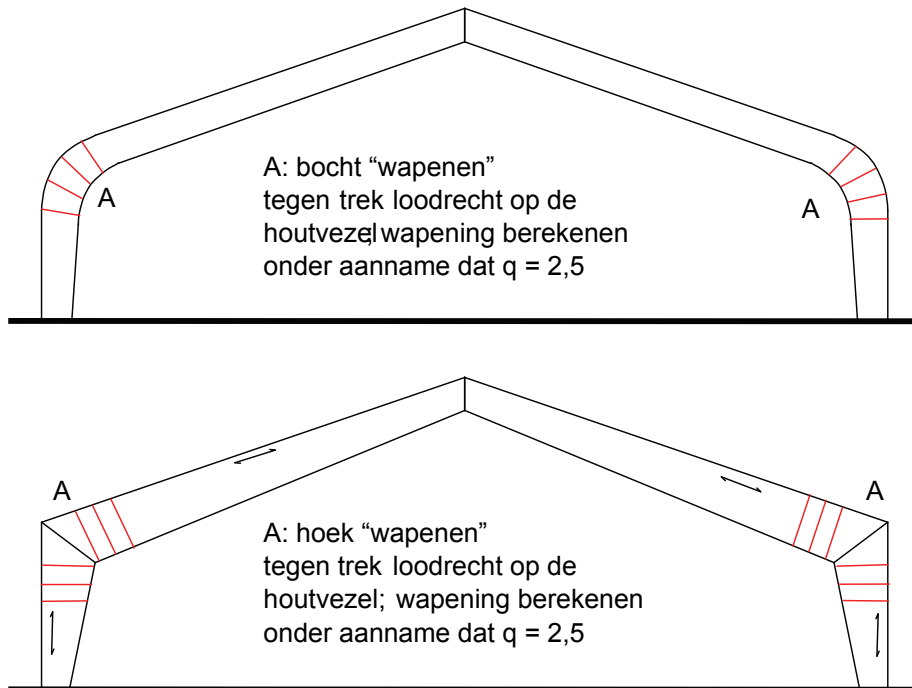 A: bocht “wapenen”
tegen trek loodrecht op de
houtvezel; wapening berekenen
onder aanname dat q = 2,5
A
A
A
A
A: hoek “wapenen”
tegen trek loodrecht op de
houtvezel; wapening berekenen
onder aanname dat q = 2,5